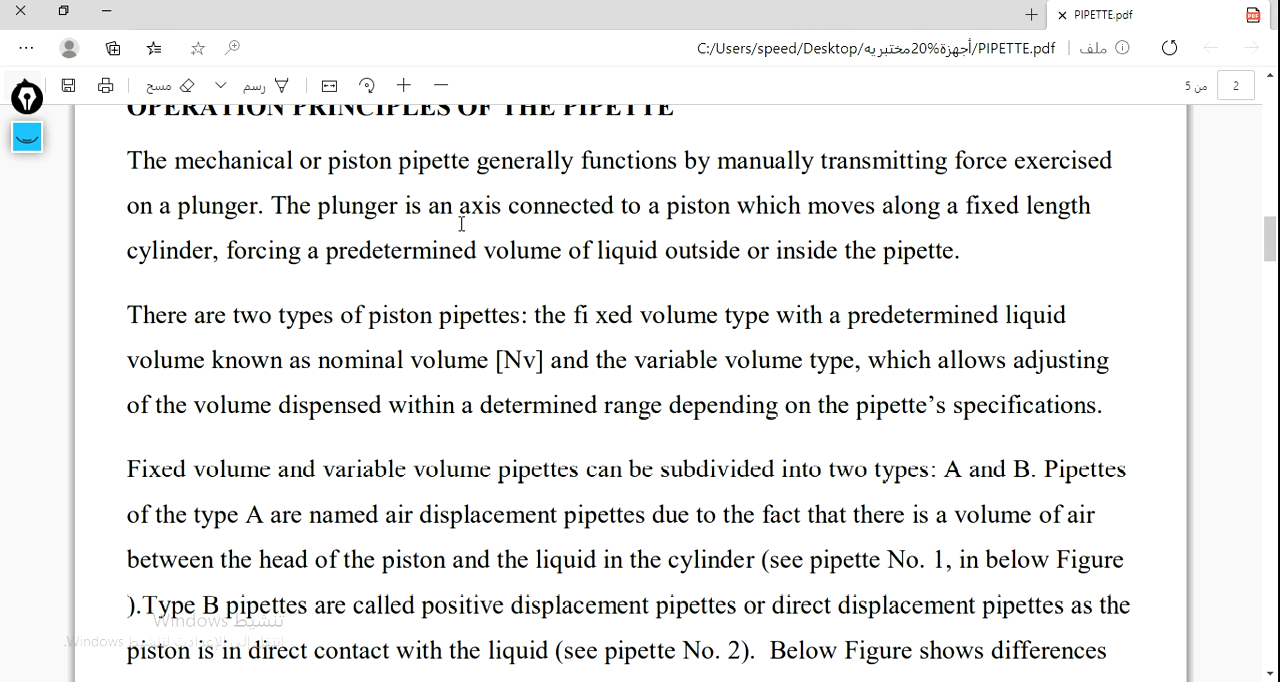 PIPETTE.pdf
C:/Users/speed/Desktop/أجهزة%20مختبريه/PIPETTE.pdf
ملف
مسح
رسم
2
من 5
OPERATION PRINCIPLES OF THE PIPETTE
The mechanical or piston pipette generally functions by manually transmitting force exercised
on a plunger. The plunger is an axis connected to a piston which moves along a fixed length
cylinder, forcing a predetermined volume of liquid outside or inside the pipette.
There are two types of piston pipettes: the fi xed volume type with a predetermined liquid
volume known as nominal volume [Nv] and the variable volume type, which allows adjusting
of the volume dispensed within a determined range depending on the pipette’s specifications.
Fixed volume and variable volume pipettes can be subdivided into two types: A and B. Pipettes
of the type A are named air displacement pipettes due to the fact that there is a volume of air
between the head of the piston and the liquid in the cylinder (see pipette No. 1, in below Figure
).Type B pipettes are called positive displacement pipettes or direct displacement pipettes as the
piston is in direct contact with the liquid (see pipette No. 2).  Below Figure shows differences
تنشيط Windows
Windows.